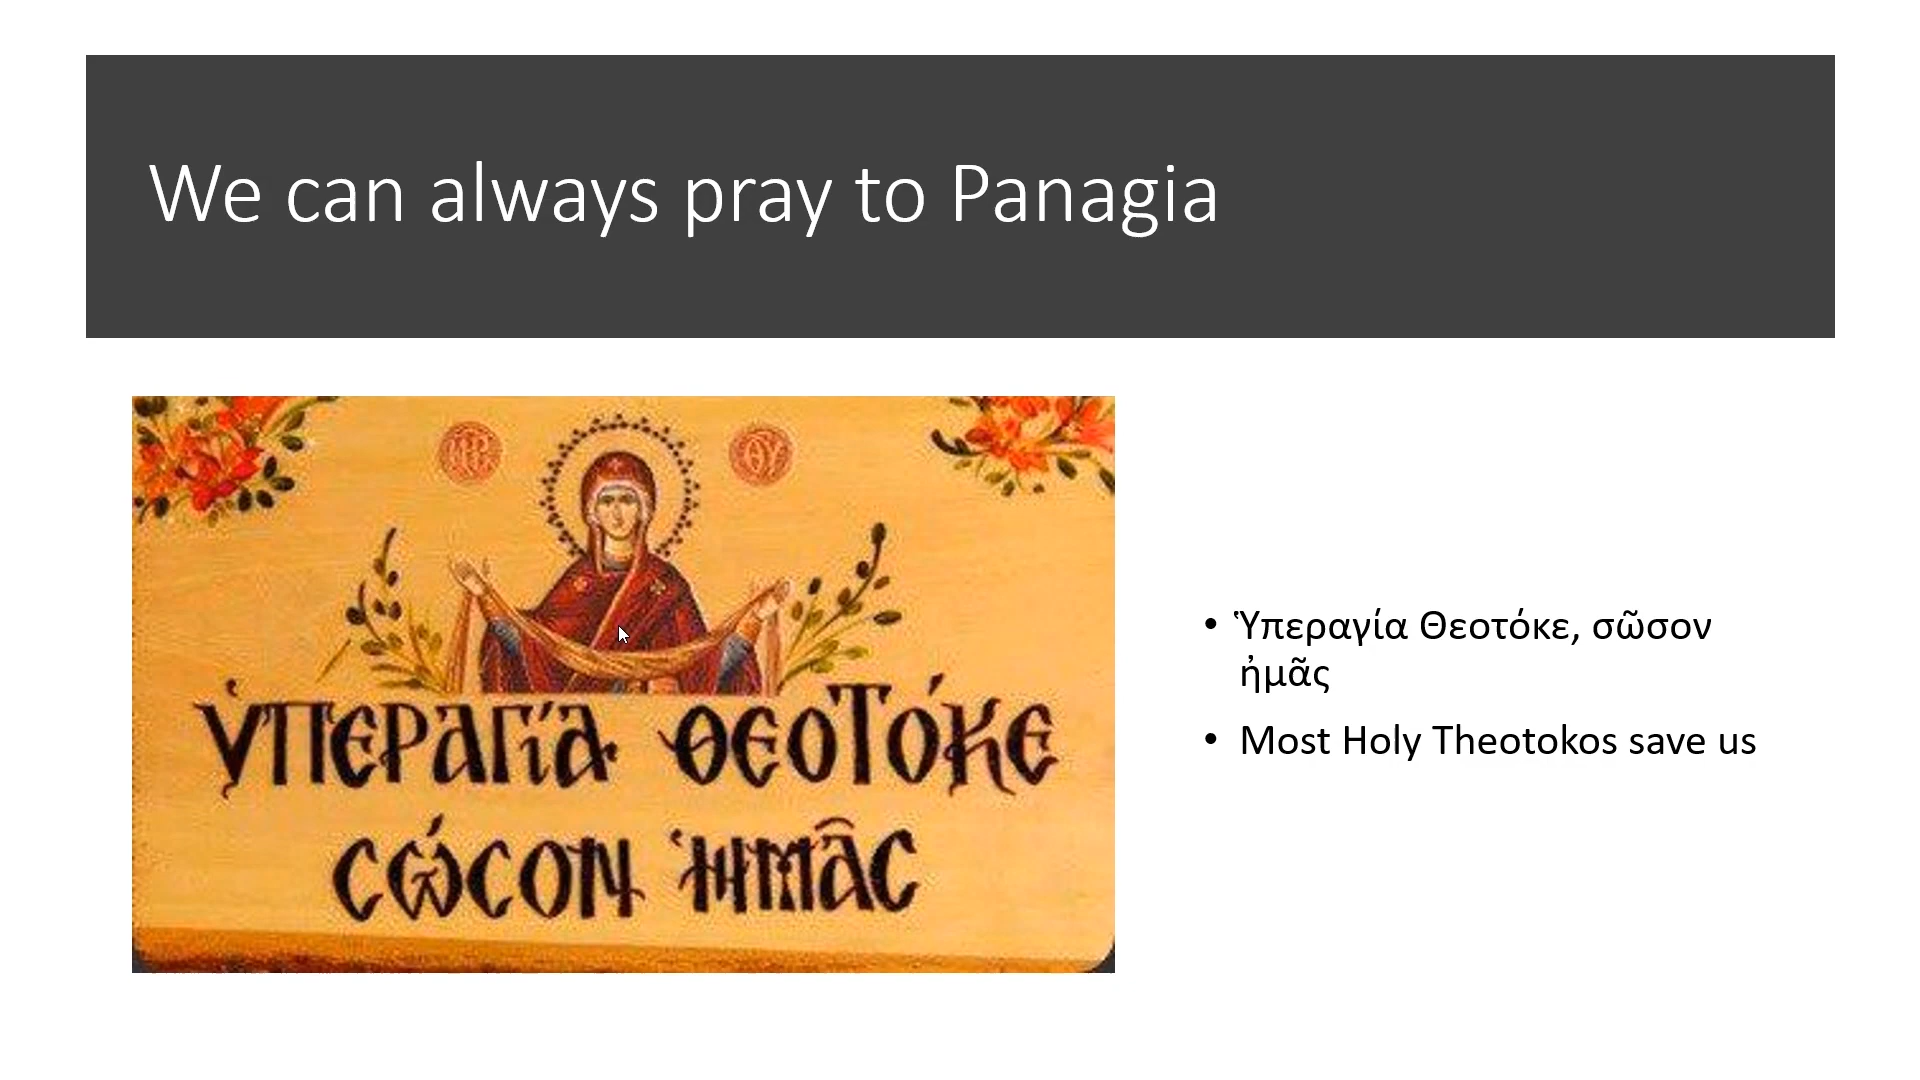 We can always pray to Panagia
ΜΡ ΘΥ
ὙΠΕΡΑΓΊΑ ΘΕΟΤΌΚΕ
CΏCΟΝ ἩΜᾶC
• Ὑπεραγία Θεοτόκε, σῶσον
ἠμᾶς
• Most Holy Theotokos save us